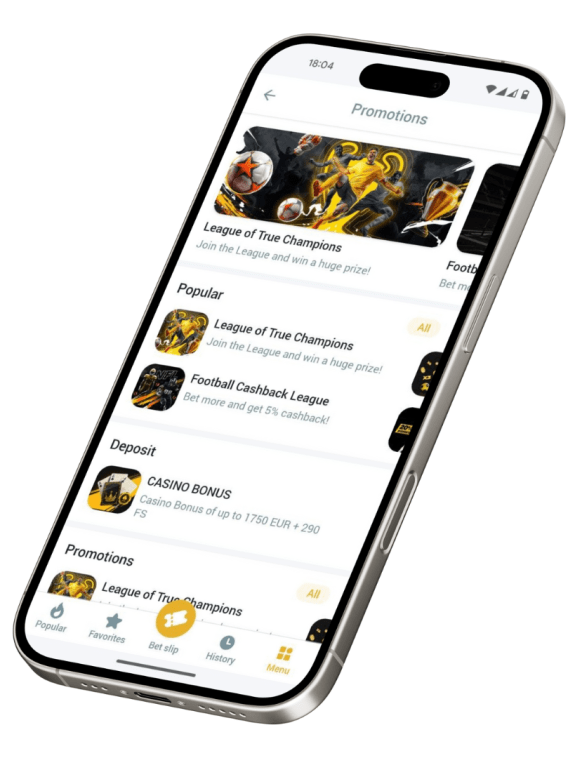 18:04
Promotions
League of True Champions
Join the League and win a huge prize!
Footb
Bet m
Popular
All
League of True Champions
Join the League and win a huge prize!
Football Cashback League
Bet more and get 5% cashback!
Deposit
CASINO BONUS
Casino Bonus of up to 1750 EUR + 290
FS
Promotions
All
League of True Champions
Popular
Favorites
Bet slip
History
Menu